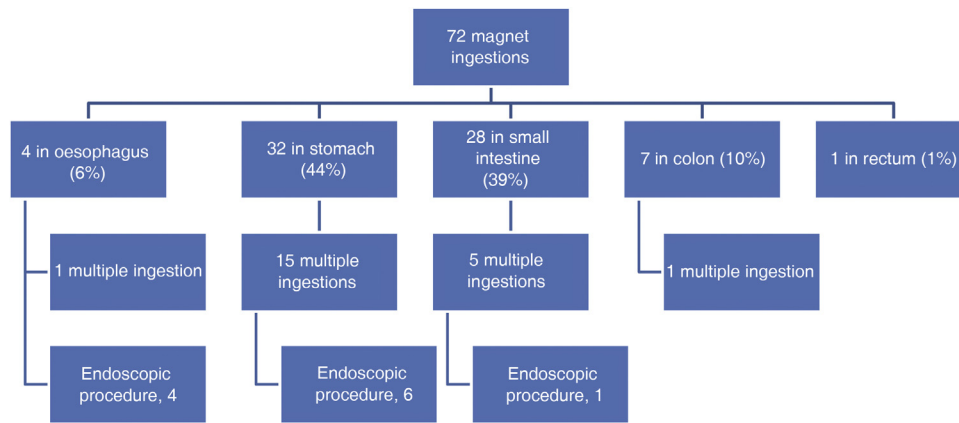 72 magnet
ingestions
4 in oesophagus
(6%)
32 in stomach
(44%)
28 in small
intestine
(39%)
7 in colon (10%)
1 in rectum (1%)
1 multiple ingestion
15 multiple
ingestions
5 multiple
ingestions
1 multiple ingestion
Endoscopic
procedure, 4
Endoscopic
procedure, 6
Endoscopic
procedure, 1